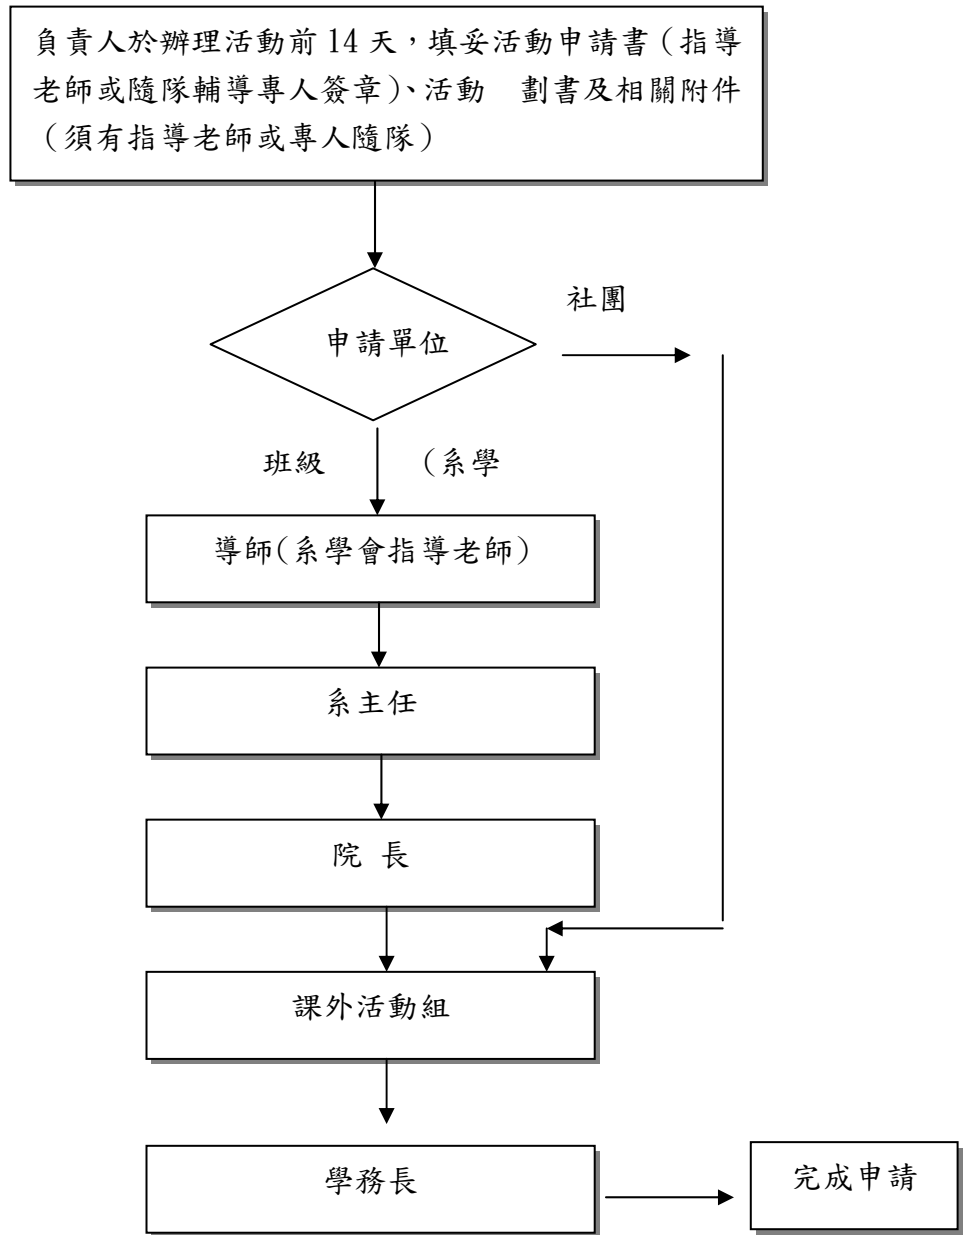 負責人於辦理活動前 14 天，填妥活動申請書（指導
老師或隨隊輔導專人簽章）、活動　劃書及相關附件
（須有指導老師或專人隨隊）
社團
申請單位
班級　（系學
導師(系學會指導老師)
系主任
院 長
課外活動組
學務長
完成申請